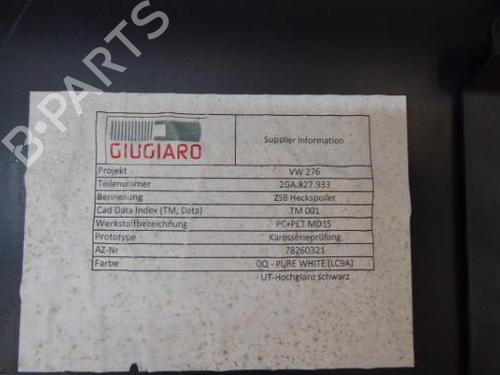 GIUGIARO
Supplier Information
Projekt VW 276
Teilenummer 2GA.827.933
Bennenung ZSB Heckspoiler
Cad Data Index (TM, Data) TM 001
Werkstoffbezeichnung PC+PET MD15
Prototype Karosserieprüfung
AZ-Nr 78260321
Farbe 0Q - PURE WHITE (LC9A)
UT-Hochglanz schwarz
B-PARTS